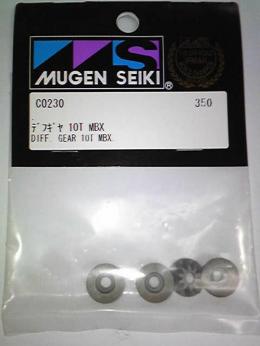 MUGEN SEIKI®
C0230 350
デフギヤ 10T MBX
DIFF. GEAR 10T MBX.